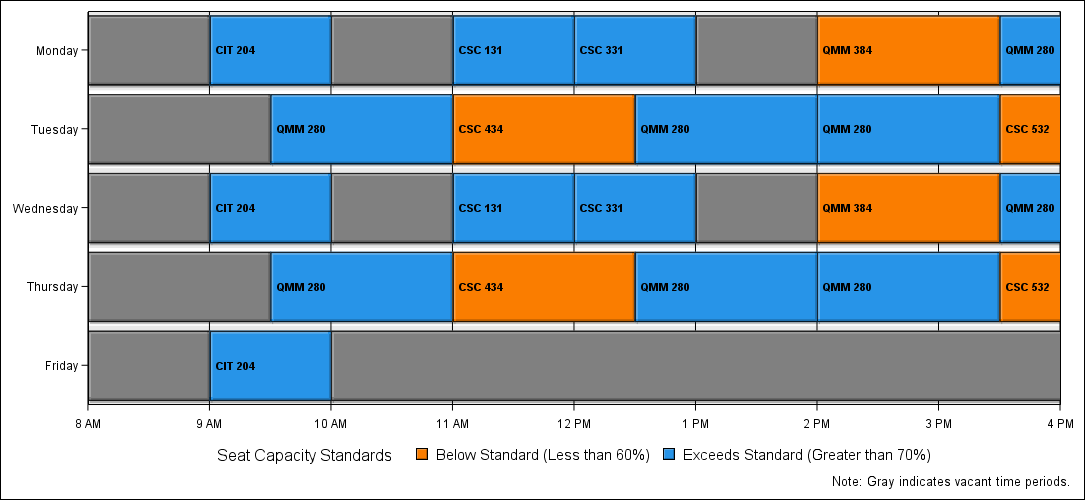 Monday CIT 204 CSC 131 CSC 331 QMM 384 QMM 280
Tuesday QMM 280 CSC 434 QMM 280 QMM 280 CSC 532
Wednesday CIT 204 CSC 131 CSC 331 QMM 384 QMM 280
Thursday QMM 280 CSC 434 QMM 280 QMM 280 CSC 532
Friday CIT 204
8 AM 9 AM 10 AM 11 AM 12 PM 1 PM 2 PM 3 PM 4 PM
Seat Capacity Standards Below Standard (Less than 60%) Exceeds Standard (Greater than 70%)
Note: Gray indicates vacant time periods.